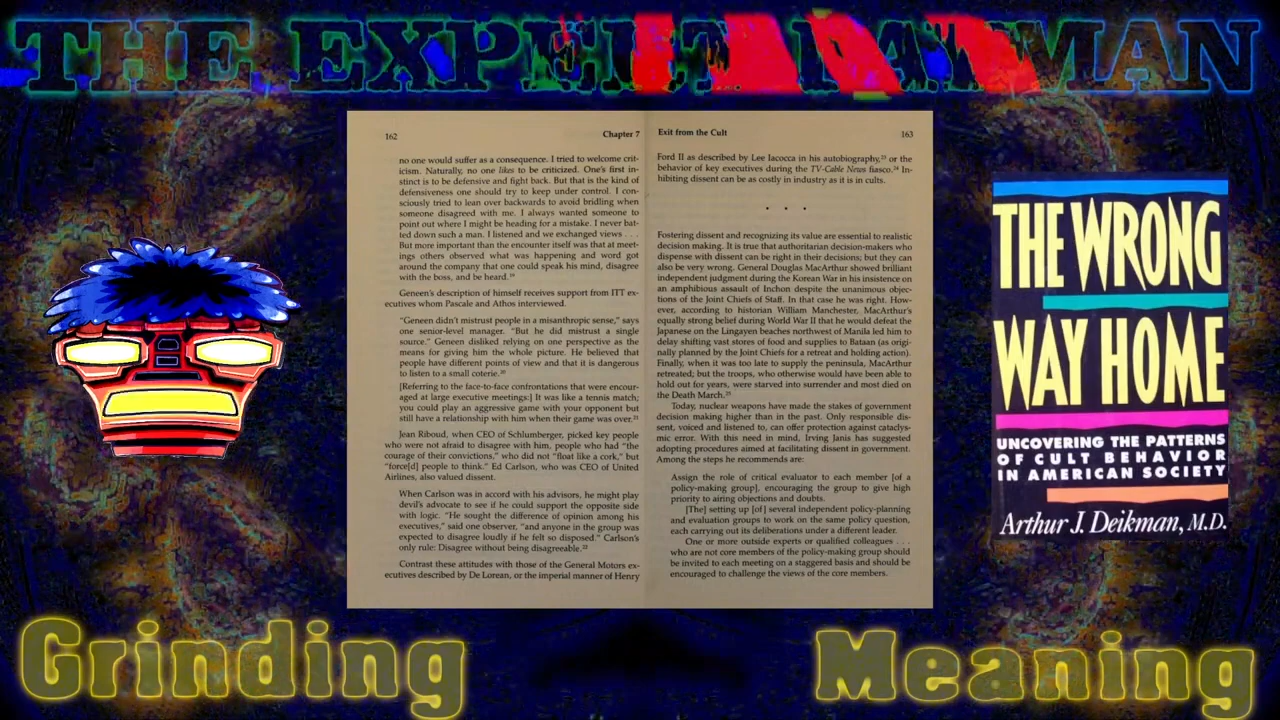 THE EXPERT LAYMAN
162
Chapter 7
no one would suffer as a consequence. I tried to welcome crit-
icism. Naturally, no one likes to be criticized. One's first in-
stinct is to be defensive and fight back. But that is the kind of
defensiveness one should try to keep under control. I con-
sciously tried to lean over backwards to avoid bridling when
someone disagreed with me. I always wanted someone to
point out where I might be heading for a mistake. I never bat-
ted down such a man. I listened and we exchanged views . . .
But more important than the encounter itself was that at meet-
ings others observed what was happening and word got
around the company that one could speak his mind, disagree
with the boss, and be heard.¹⁹
Geneen's description of himself receives support from ITT ex-
ecutives whom Pascale and Athos interviewed.
"Geneen didn't mistrust people in a misanthropic sense," says
one senior-level manager. "But he did mistrust a single
source." Geneen disliked relying on one perspective as the
means for giving him the whole picture. He believed that
people have different points of view and that it is dangerous
to listen to a small coterie.²⁰
[Referring to the face-to-face confrontations that were encour-
aged at large executive meetings:] It was like a tennis match;
you could play an aggressive game with your opponent but
still have a relationship with him when their game was over.²¹
Jean Riboud, when CEO of Schlumberger, picked key people
who were not afraid to disagree with him, people who had "the
courage of their convictions," who did not "float like a cork," but
"force[d] people to think." Ed Carlson, who was CEO of United
Airlines, also valued dissent.
When Carlson was in accord with his advisors, he might play
devil's advocate to see if he could support the opposite side
with logic. "He sought the difference of opinion among his
executives," said one observer, "and anyone in the group was
expected to disagree loudly if he felt so disposed." Carlson's
only rule: Disagree without being disagreeable.²²
Contrast these attitudes with those of the General Motors ex-
ecutives described by De Lorean, or the imperial manner of Henry
Exit from the Cult
163
Ford II as described by Lee Iacocca in his autobiography,²³ or the
behavior of key executives during the TV-Cable News fiasco.²⁴ In-
hibiting dissent can be as costly in industry as it is in cults.
• • •
Fostering dissent and recognizing its value are essential to realistic
decision making. It is true that authoritarian decision-makers who
dispense with dissent can be right in their decisions; but they can
also be very wrong. General Douglas MacArthur showed brilliant
independent judgment during the Korean War in his insistence on
an amphibious assault of Inchon despite the unanimous objec-
tions of the Joint Chiefs of Staff. In that case he was right. How-
ever, according to historian William Manchester, MacArthur's
equally strong belief during World War II that he would defeat the
Japanese on the Lingayen beaches northwest of Manila led him to
delay shifting vast stores of food and supplies to Bataan (as origi-
nally planned by the Joint Chiefs for a retreat and holding action).
Finally, when it was too late to supply the peninsula, MacArthur
retreated; but the troops, who otherwise would have been able to
hold out for years, were starved into surrender and most died on
the Death March.²⁵
Today, nuclear weapons have made the stakes of government
decision making higher than in the past. Only responsible dis-
sent, voiced and listened to, can offer protection against cataclys-
mic error. With this need in mind, Irving Janis has suggested
adopting procedures aimed at facilitating dissent in government.
Among the steps he recommends are:
Assign the role of critical evaluator to each member [of a
policy-making group], encouraging the group to give high
priority to airing objections and doubts.
[The] setting up [of] several independent policy-planning
and evaluation groups to work on the same policy question,
each carrying out its deliberations under a different leader.
One or more outside experts or qualified colleagues . . .
who are not core members of the policy-making group should
be invited to each meeting on a staggered basis and should be
encouraged to challenge the views of the core members.
THE WRONG
WAY HOME
UNCOVERING THE PATTERNS
OF CULT BEHAVIOR
IN AMERICAN SOCIETY
Arthur J. Deikman, M.D.
Grinding
Meaning